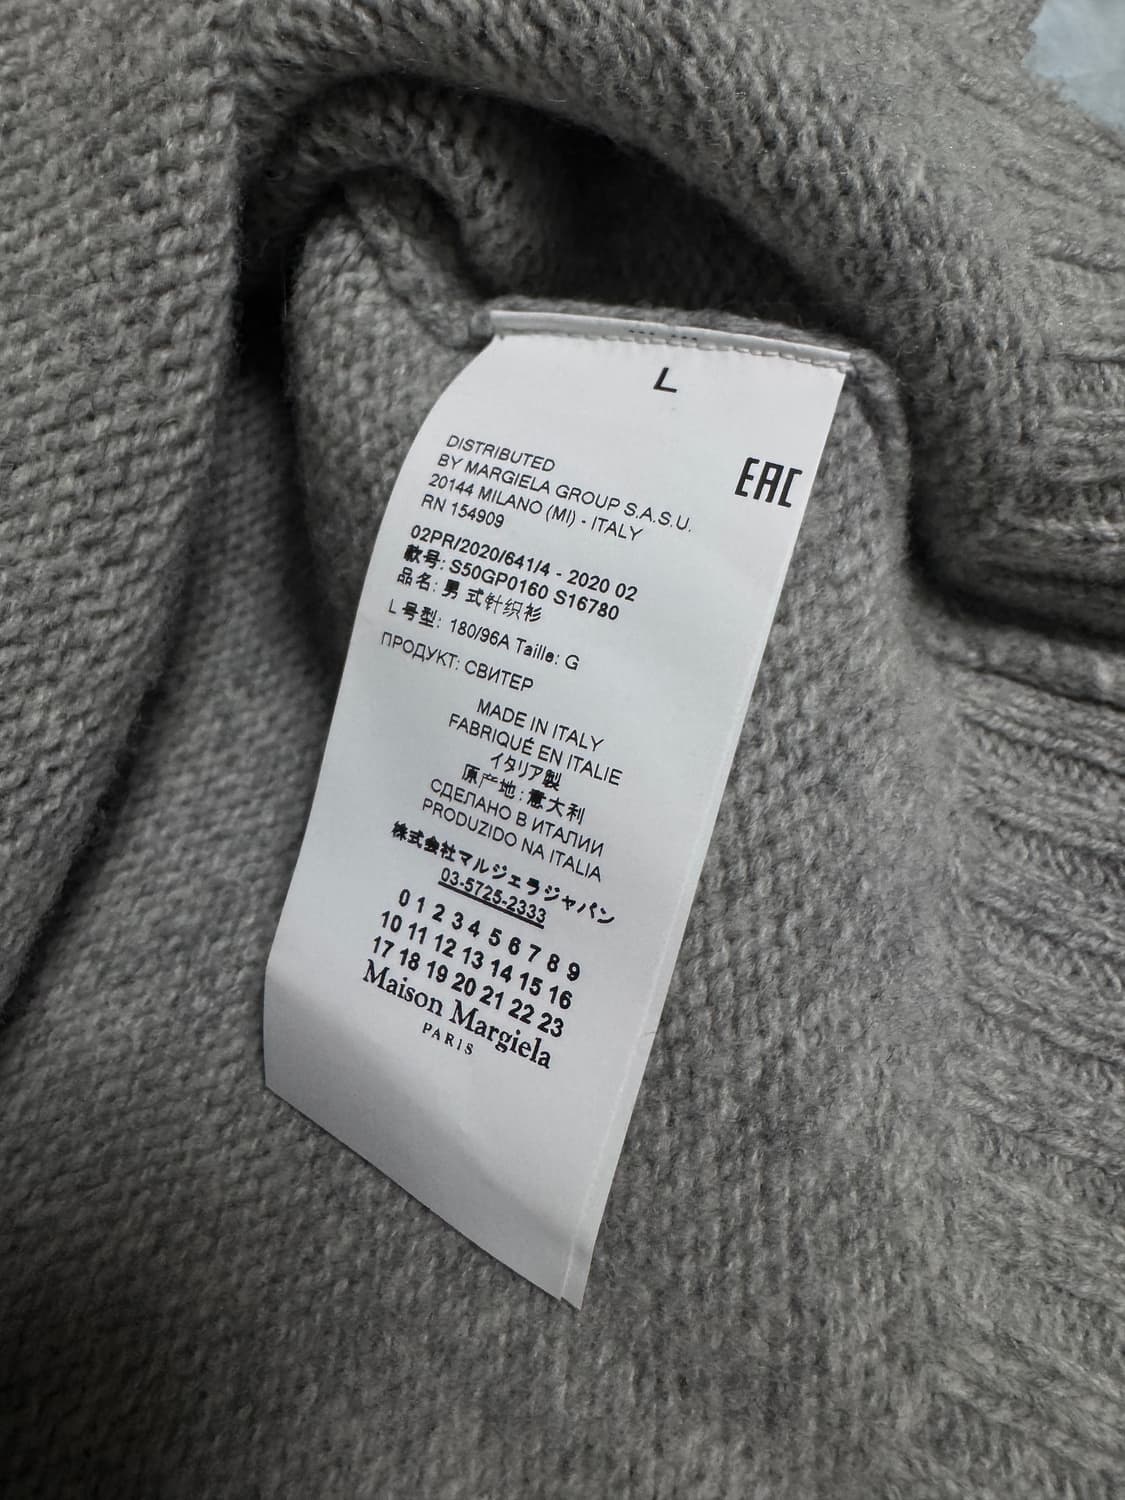 L
EAC
DISTRIBUTED
BY MARGIELA GROUP S.A.S.U.
20144 MILANO (MI) - ITALY
RN 154909
02PR/2020/641/4 - 2020 02
款号: S50GP0160 S16780
品名: 男式针织衫
L 号型: 180/96A Taille: G
ПРОДУКТ: СВИТЕР
MADE IN ITALY
FABRIQUÉ EN ITALIE
イタリア製
原产地: 意大利
СДЕЛАНО В ИТАЛИИ
PRODUZIDO NA ITALIA
株式会社マルジェラジャパン
03-5725-2333
0 1 2 3 4 5 6 7 8 9
10 11 12 13 14 15 16
17 18 19 20 21 22 23
Maison Margiela
PARIS